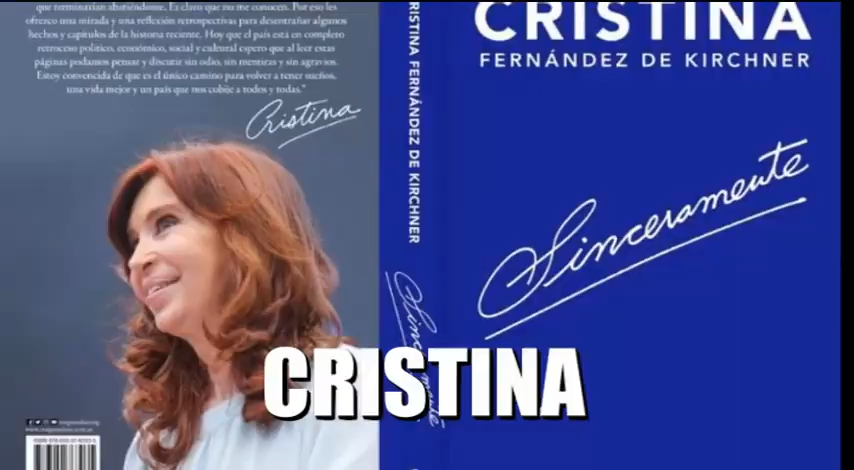 que terminarían aburriéndome. Es claro que no me conocen. Por eso les
ofrezco una mirada y una reflexión retrospectivas para desentrañar algunos
hechos y capítulos de la historia reciente. Hoy que el país está en completo
retroceso político, económico, social y cultural espero que al leer estas
páginas podamos pensar y discutir sin odio, sin mentiras y sin agravios.
Estoy convencida de que es el único camino para volver a tener sueños,
una vida mejor y un país que nos cobije a todos y todas."
Cristina
CRISTINA FERNÁNDEZ DE KIRCHNER
Sinceramente
CRISTINA
FERNÁNDEZ DE KIRCHNER
Sinceramente
CRISTINA